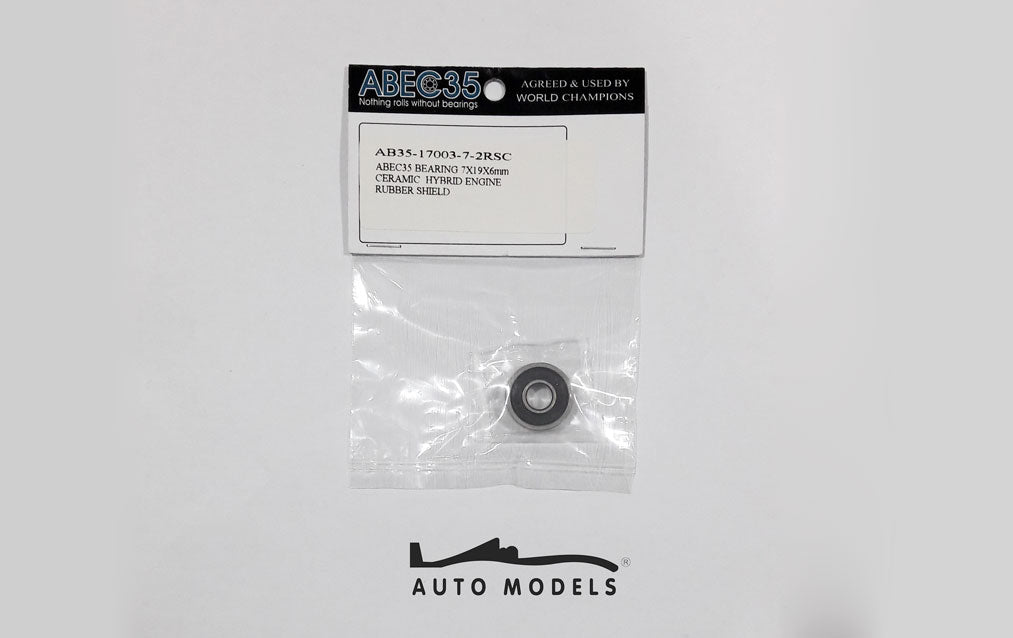 ABEC35
Nothing rolls without bearings
AGREED & USED BY
WORLD CHAMPIONS
AB35-17003-7-2RSC
ABEC35 BEARING 7X19X6mm
CERAMIC HYBRID ENGINE
RUBBER SHIELD
®
AUTO MODELS